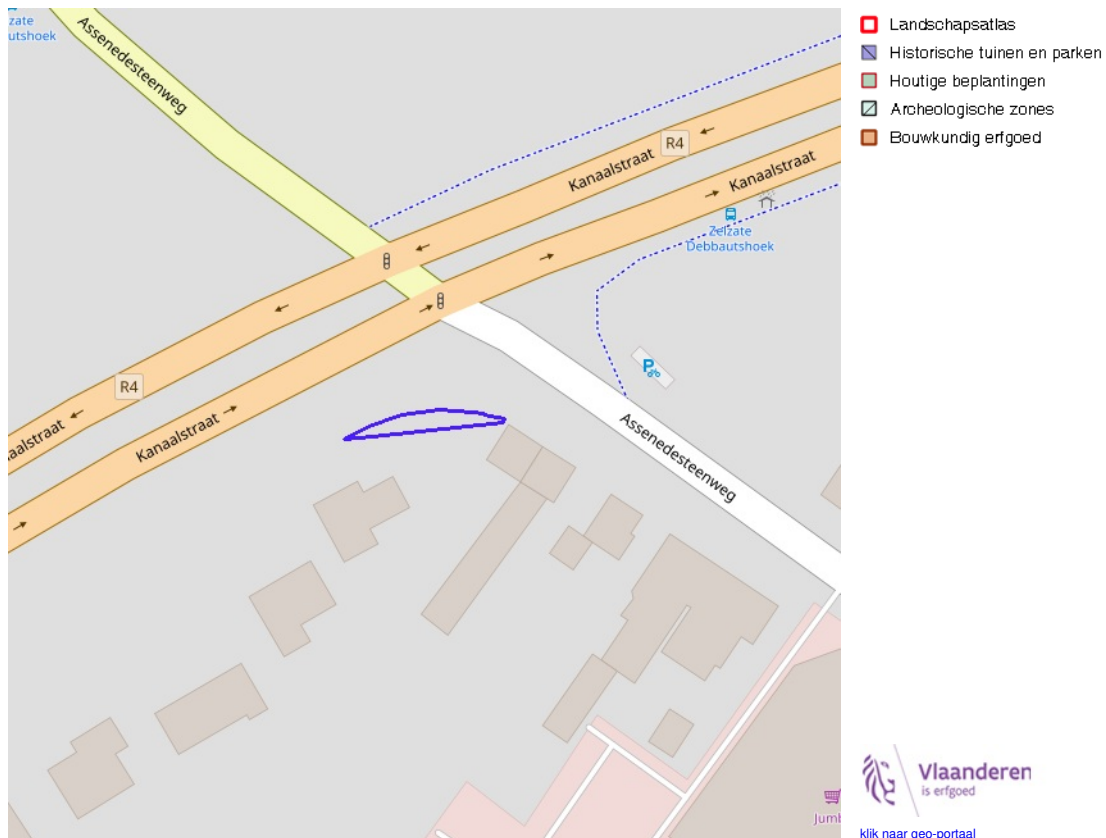 zate
utshoek
Assenedesteenweg
Kanaalstraat
R4
Kanaalstraat
Zelzate
Debbautshoek
R4
aalstraat
Kanaalstraat
Assenedesteenweg
Jumb
Landschapsatlas
Historische tuinen en parken
Houtige beplantingen
Archeologische zones
Bouwkundig erfgoed
Vlaanderen
is erfgoed
klik naar geo-portaal